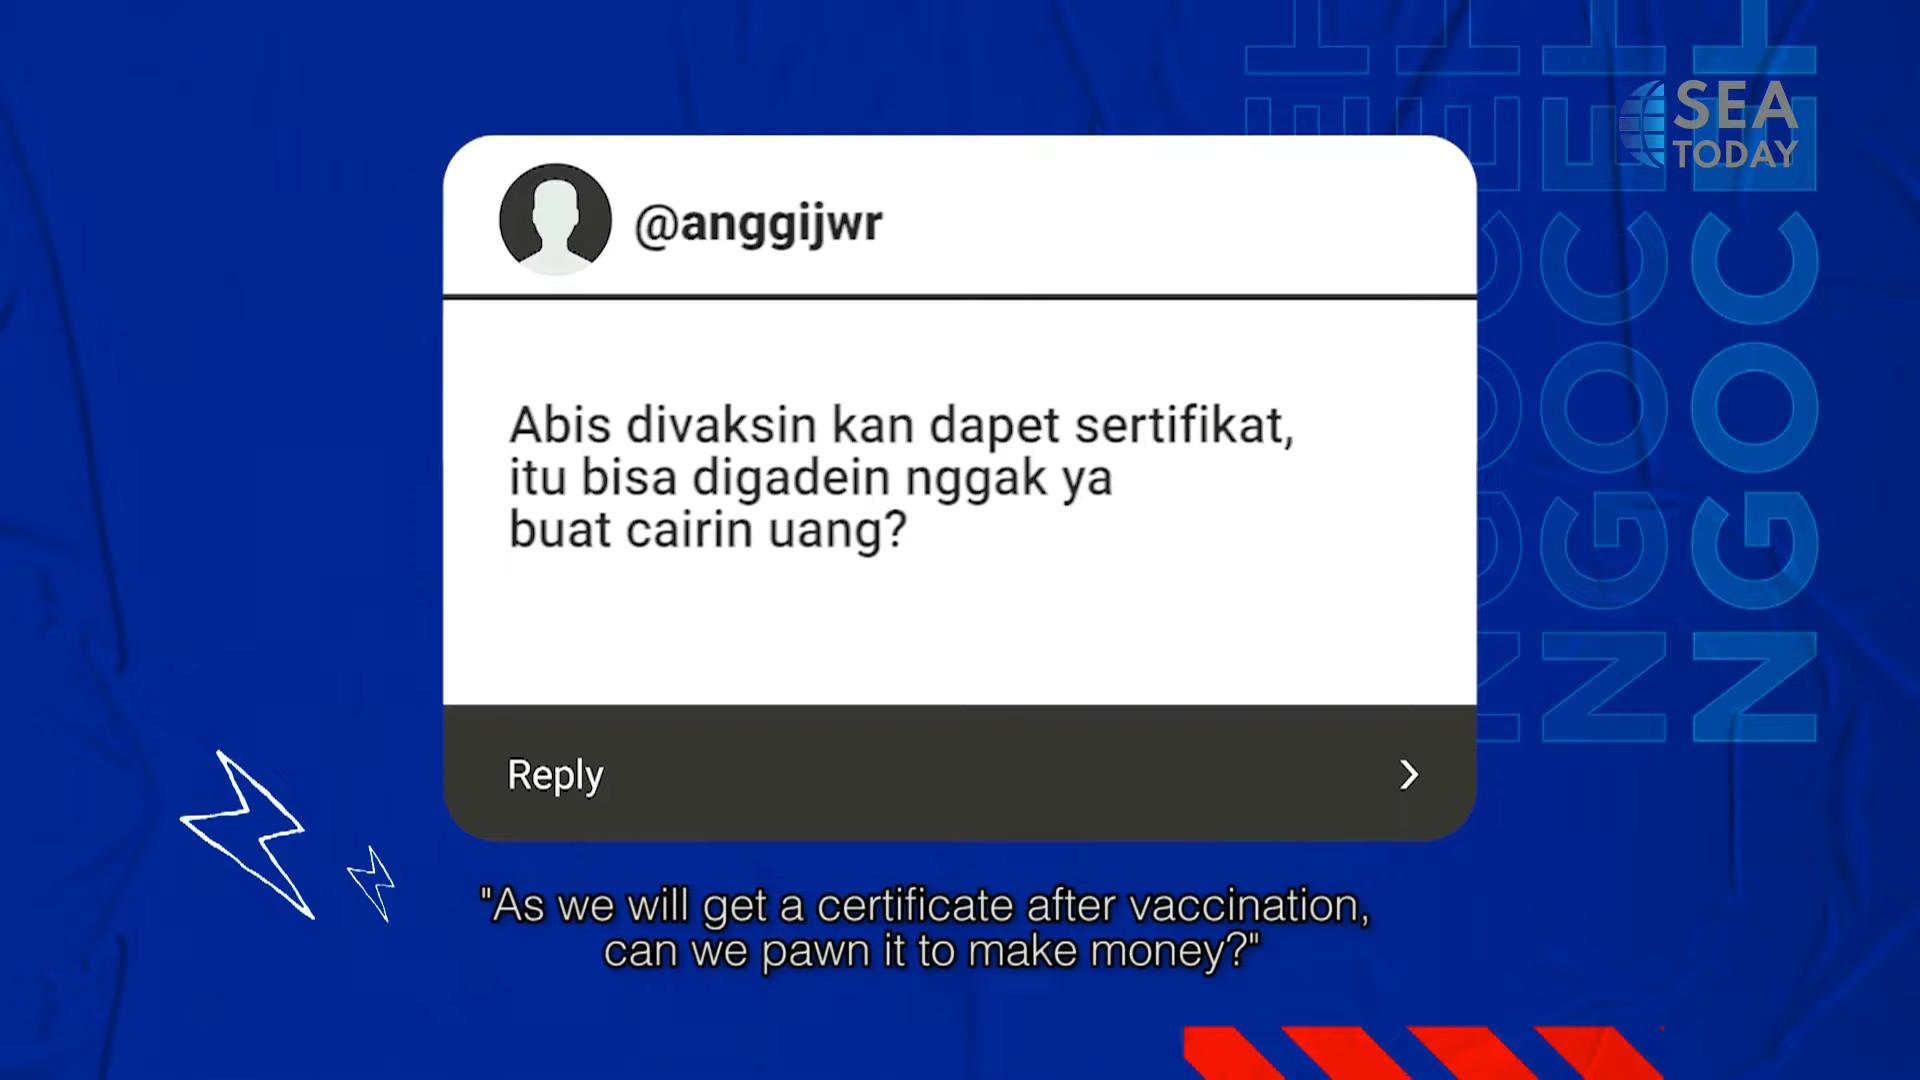 SEA
TODAY
@anggijwr
Abis divaksin kan dapet sertifikat,
itu bisa digadein nggak ya
buat cairin uang?
Reply
"As we will get a certificate after vaccination,
can we pawn it to make money?"
NGOCEH